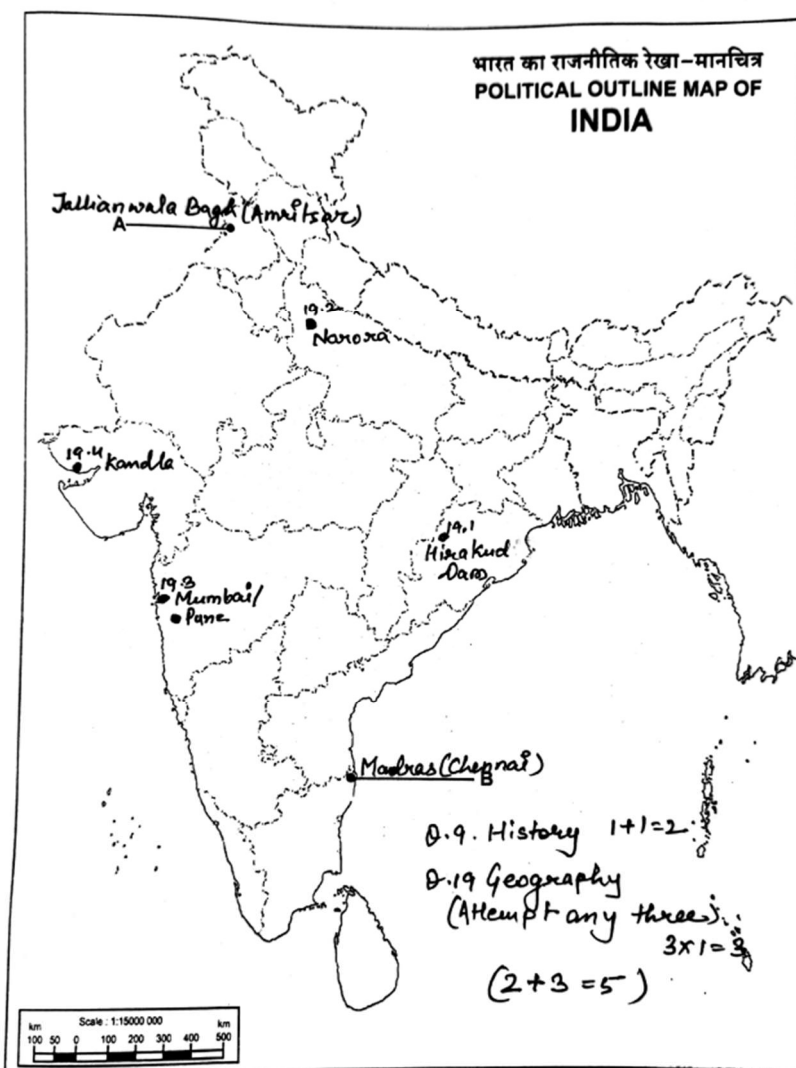 भारत का राजनीतिक रेखा-मानचित्र
POLITICAL OUTLINE MAP OF
INDIA
Jallianwala Bagh (Amritsar)
A
19.2
Narora
19.4
Kandla
19.1
Hirakud
Dam
19.3
Mumbai/
Pune
Madras (Chennai)
B
Q.9. History 1+1=2
Q.19 Geography
(Attempt any three)
3×1=3
(2+3=5)
km Scale : 1:15000 000 km
100 50 0 100 200 300 400 500